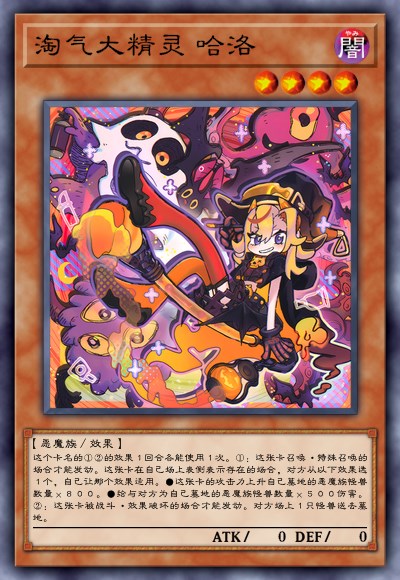 淘气大精灵 哈洛
やみ
闇
【恶魔族/效果】
这个卡名的①②的效果1回合各能使用1次。①：这张卡召唤・特殊召唤的
场合才能发动。这张卡在自己场上表侧表示存在的场合，对方从以下效果选
1个，自己让那个效果适用。●这张卡的攻击力上升自己墓地的恶魔族怪兽
数量×800。●给与对方为自己墓地的恶魔族怪兽数量×500伤害。
②：这张卡被战斗・效果破坏的场合才能发动。对方场上1只怪兽送去墓
地。
ATK/ 0 DEF/ 0